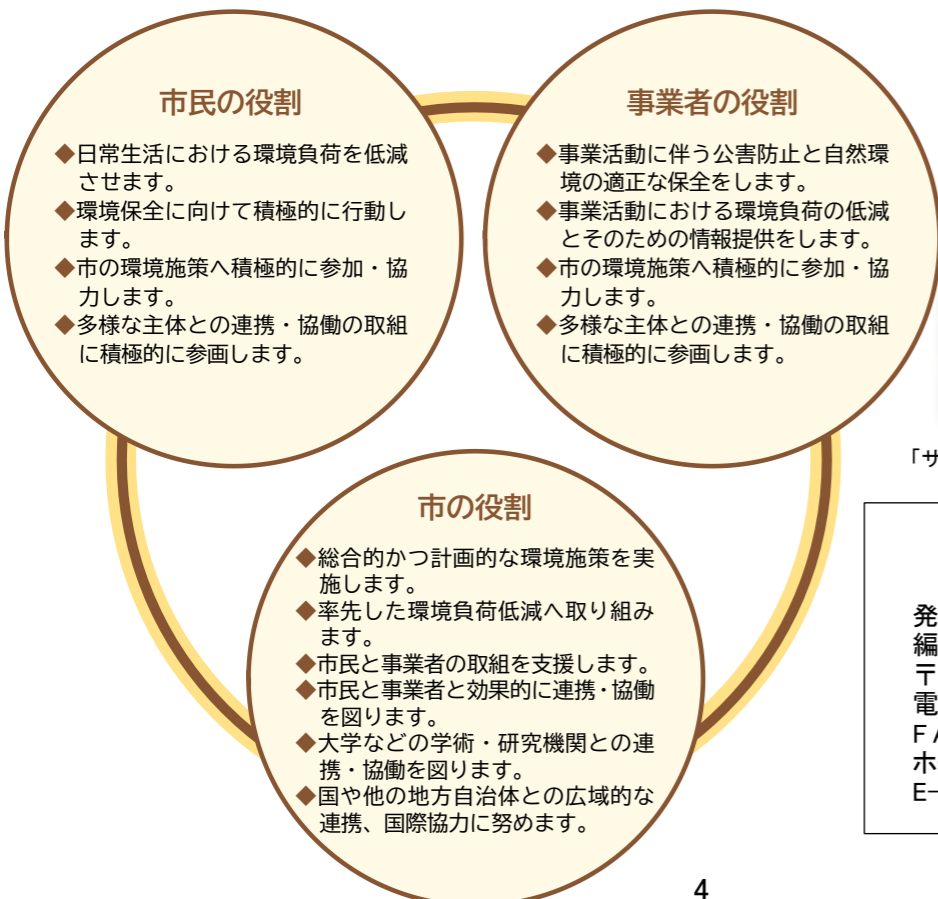 市民の役割
◆日常生活における環境負荷を低減
させます。
◆環境保全に向けて積極的に行動し
ます。
◆市の環境施策へ積極的に参加・協
力します。
◆多様な主体との連携・協働の取組
に積極的に参画します。
事業者の役割
◆事業活動に伴う公害防止と自然環
境の適正な保全をします。
◆事業活動における環境負荷の低減
とそのための情報提供をします。
◆市の環境施策へ積極的に参加・協
力します。
◆多様な主体との連携・協働の取組
に積極的に参画します。
市の役割
◆総合的かつ計画的な環境施策を実
施します。
◆率先した環境負荷低減へ取り組み
ます。
◆市民と事業者の取組を支援します。
◆市民と事業者と効果的に連携・協働
を図ります。
◆大学などの学術・研究機関との連
携・協働を図ります。
◆国や他の地方自治体との広域的な
連携、国際協力に努めます。
「サ
発
編
〒
電
FA
ホ
E-
4